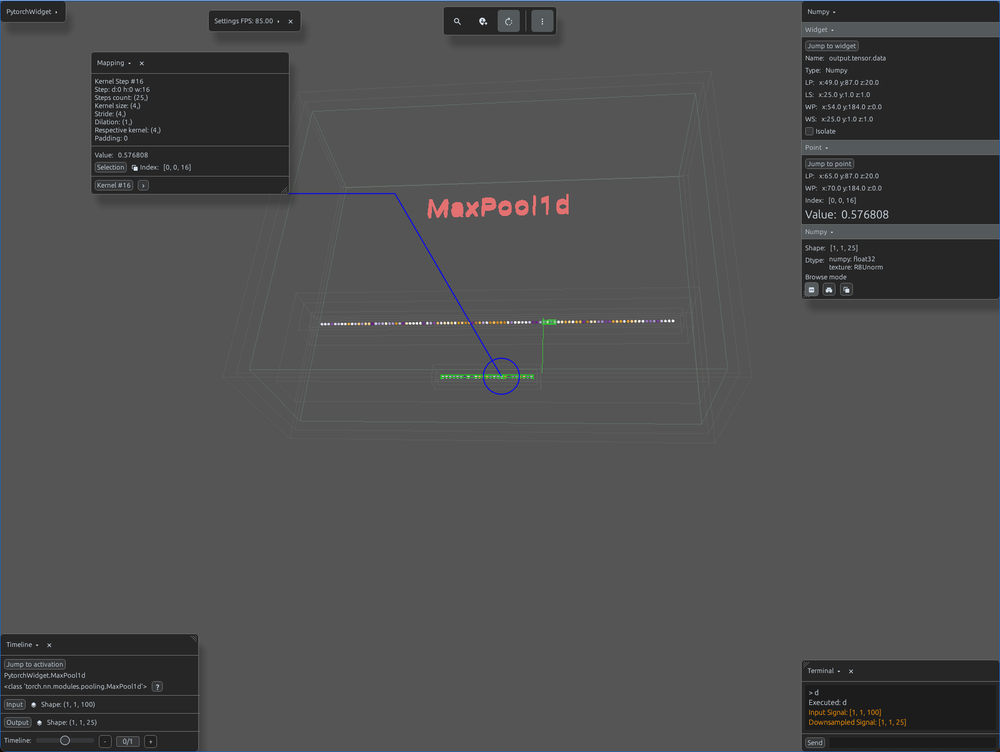 PytorchWidget
Settings FPS: 85.00
Mapping
Kernel Step #16
Step: d:0 h:0 w:16
Steps count: (25,)
Kernel size: (4,)
Stride: (4,)
Dilation: (1,)
Respective kernel: (4,)
Padding: 0
Value: 0.576808
Selection Index: [0, 0, 16]
Kernel #16
MaxPool1d
Numpy
Widget
Jump to widget
Name: output.tensor.data
Type: Numpy
LP: x:49.0 y:87.0 z:20.0
LS: x:25.0 y:1.0 z:1.0
WP: x:54.0 y:184.0 z:0.0
WS: x:25.0 y:1.0 z:1.0
Isolate
Point
Jump to point
LP: x:65.0 y:87.0 z:20.0
WP: x:70.0 y:184.0 z:0.0
Index: [0, 0, 16]
Value: 0.576808
Numpy
Shape: [1, 1, 25]
Dtype: numpy: float32
texture: R8Unorm
Browse mode
Timeline
Jump to activation
PytorchWidget.MaxPool1d
<class 'torch.nn.modules.pooling.MaxPool1d'> ?
Input Shape: (1, 1, 100)
Output Shape: (1, 1, 25)
Timeline: - 0/1 +
Terminal
> d
Executed: d
Input Signal: [1, 1, 100]
Downsampled Signal: [1, 1, 25]
Send